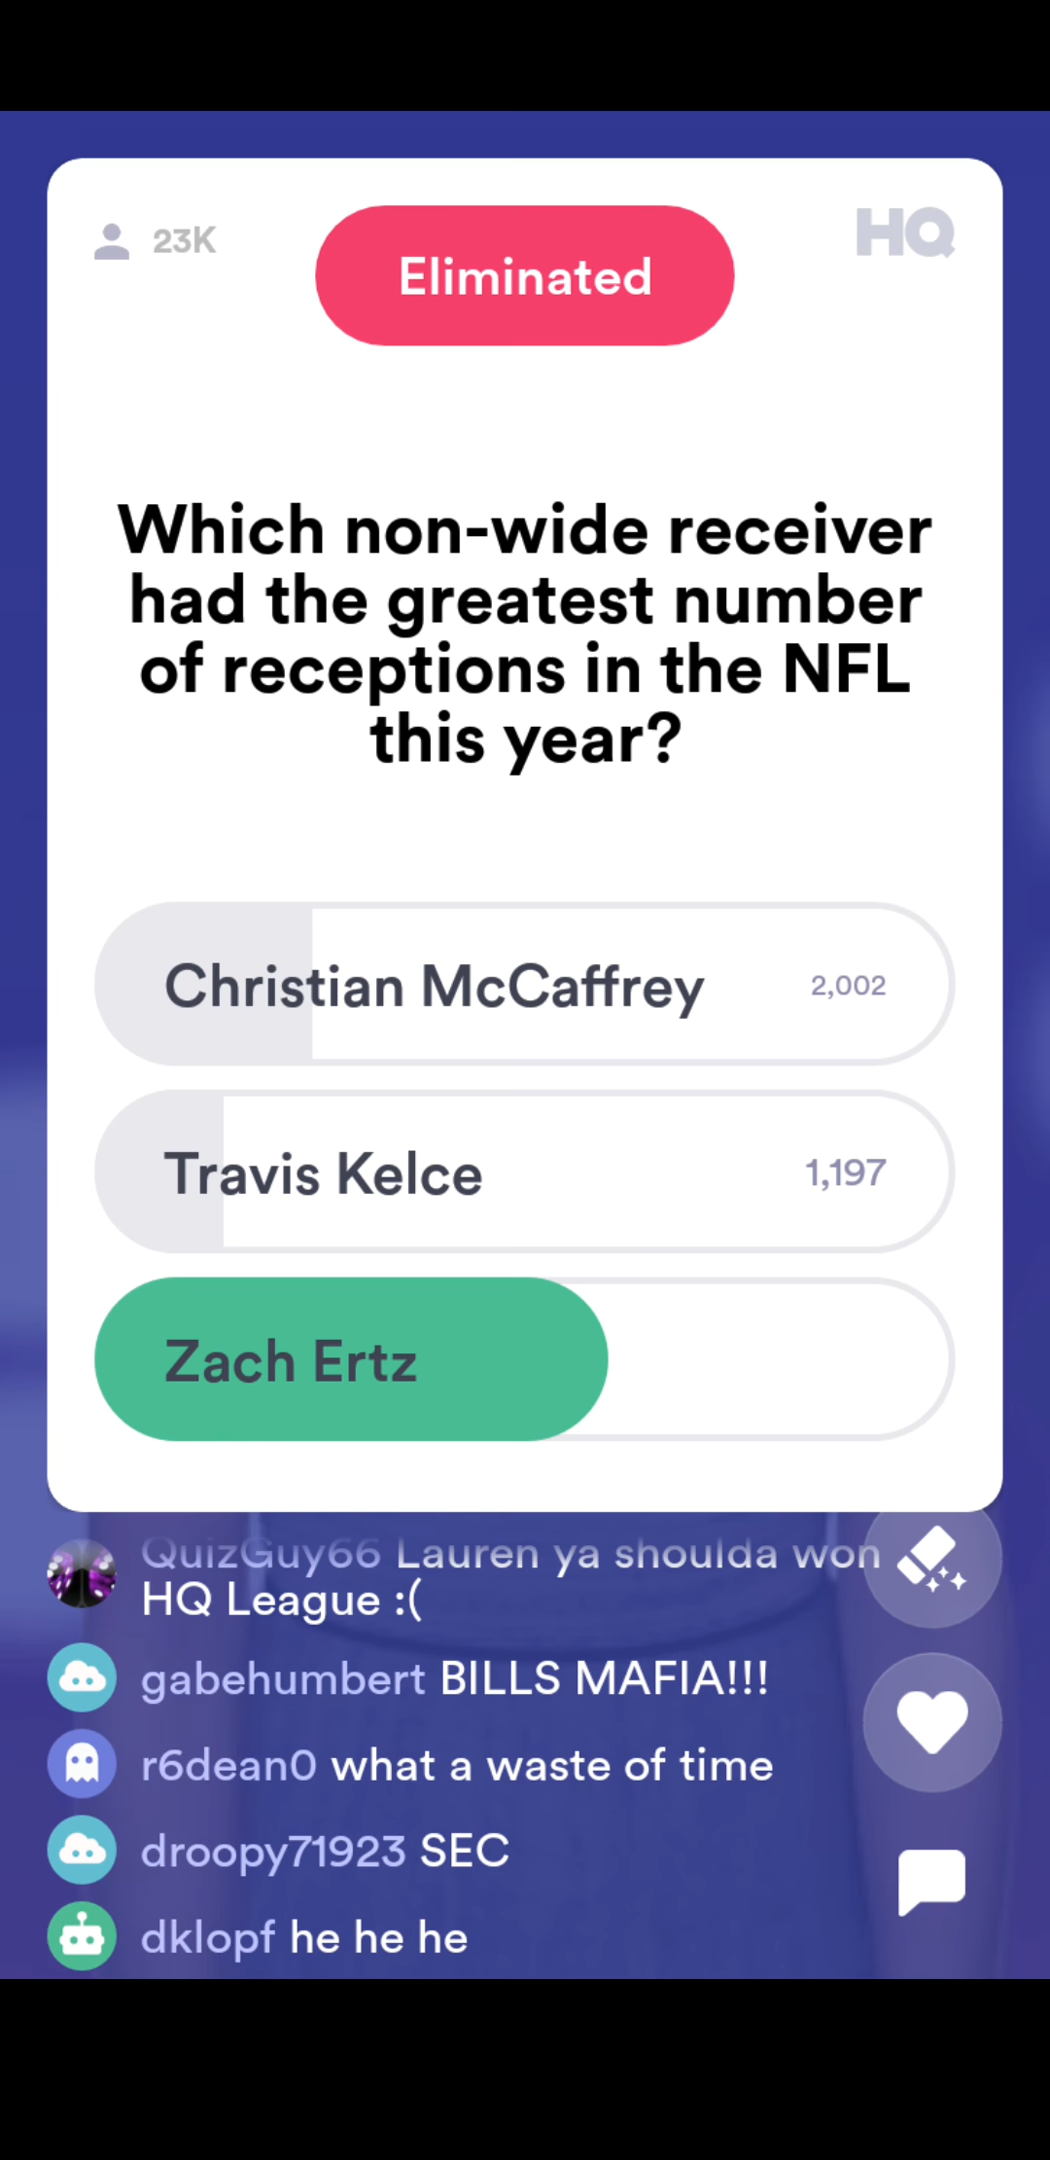 23K
Eliminated
HQ
Which non-wide receiver
had the greatest number
of receptions in the NFL
this year?
Christian McCaffrey 2,002
Travis Kelce 1,197
Zach Ertz
QuizGuy66 Lauren ya shoulda won
HQ League :(
gabehumbert BILLS MAFIA!!!
r6dean0 what a waste of time
droopy71923 SEC
dklopf he he he